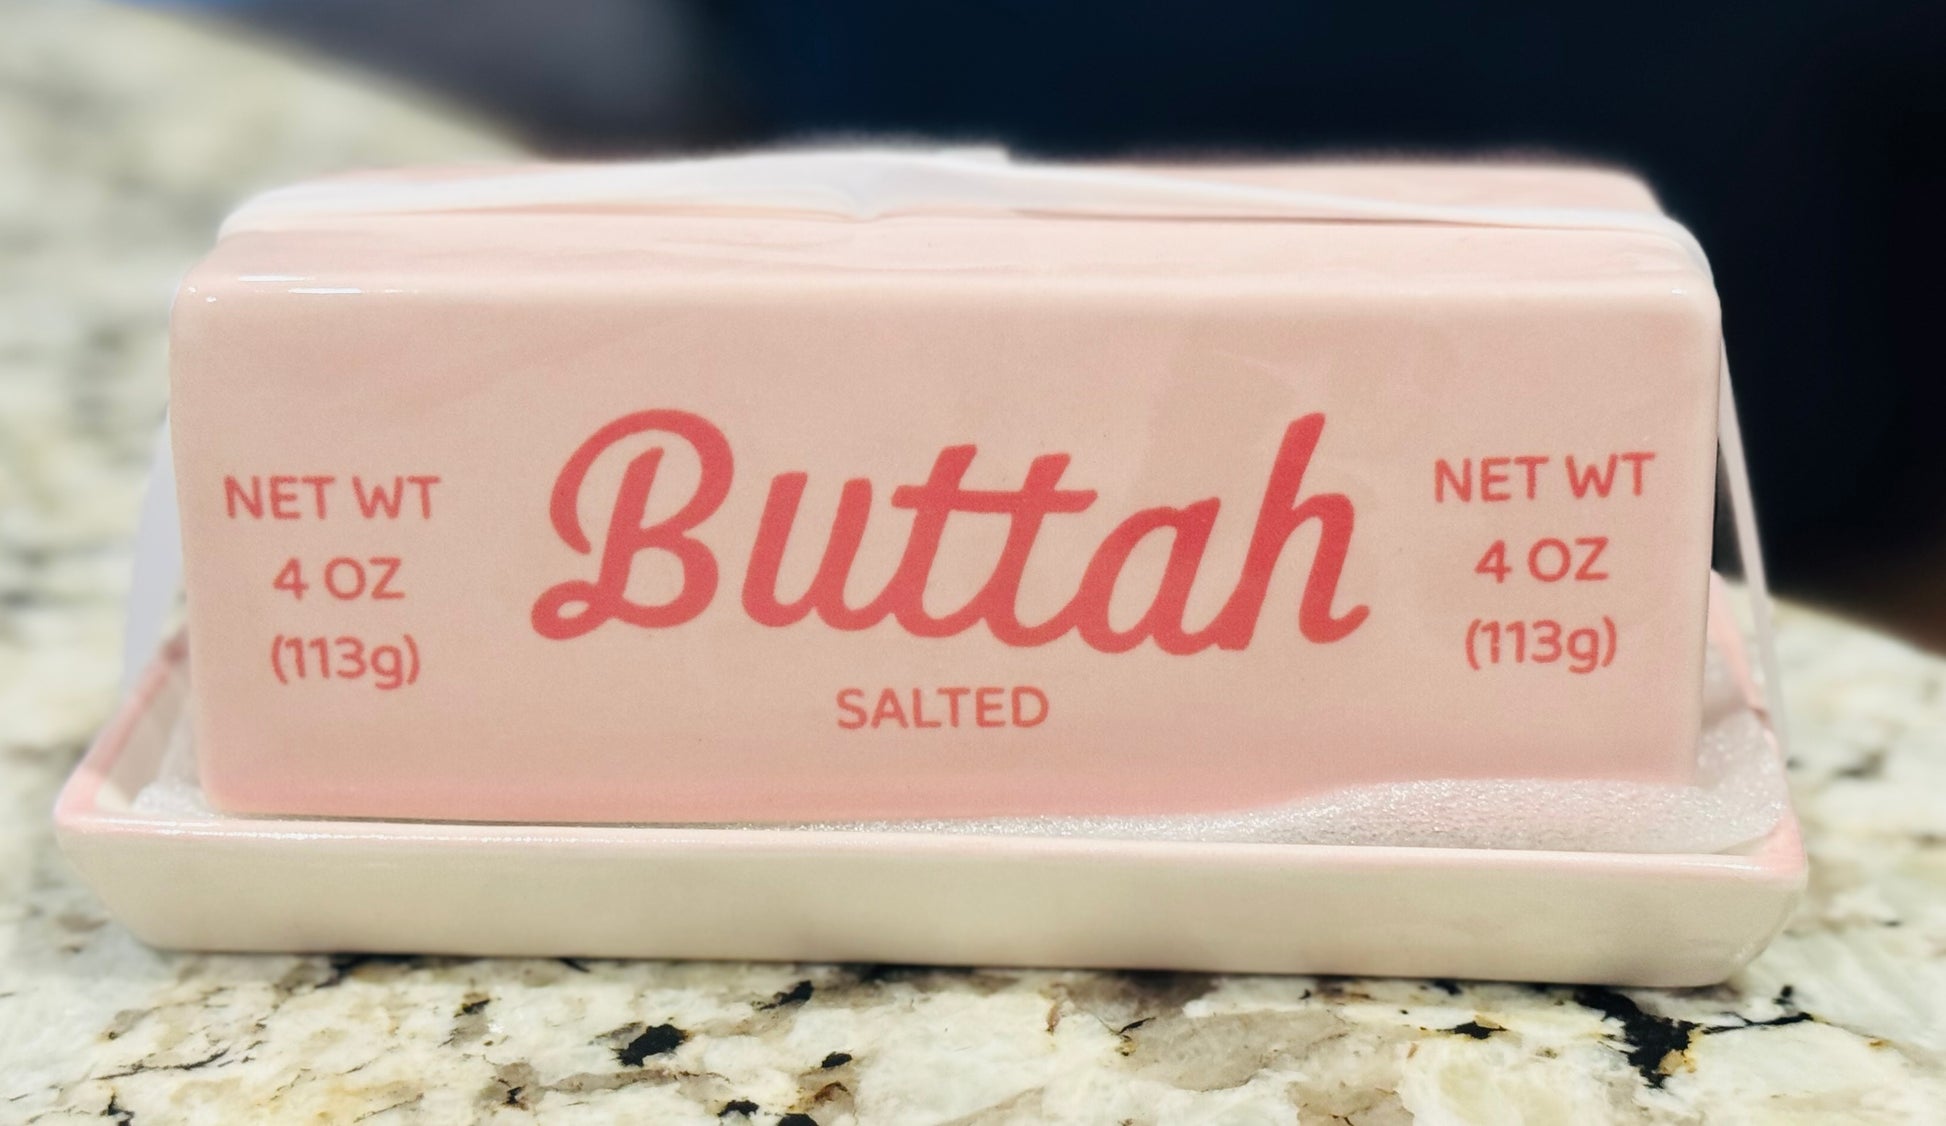 NET WT
4 OZ
(113g)
Buttah
SALTED
NET WT
4 OZ
(113g)